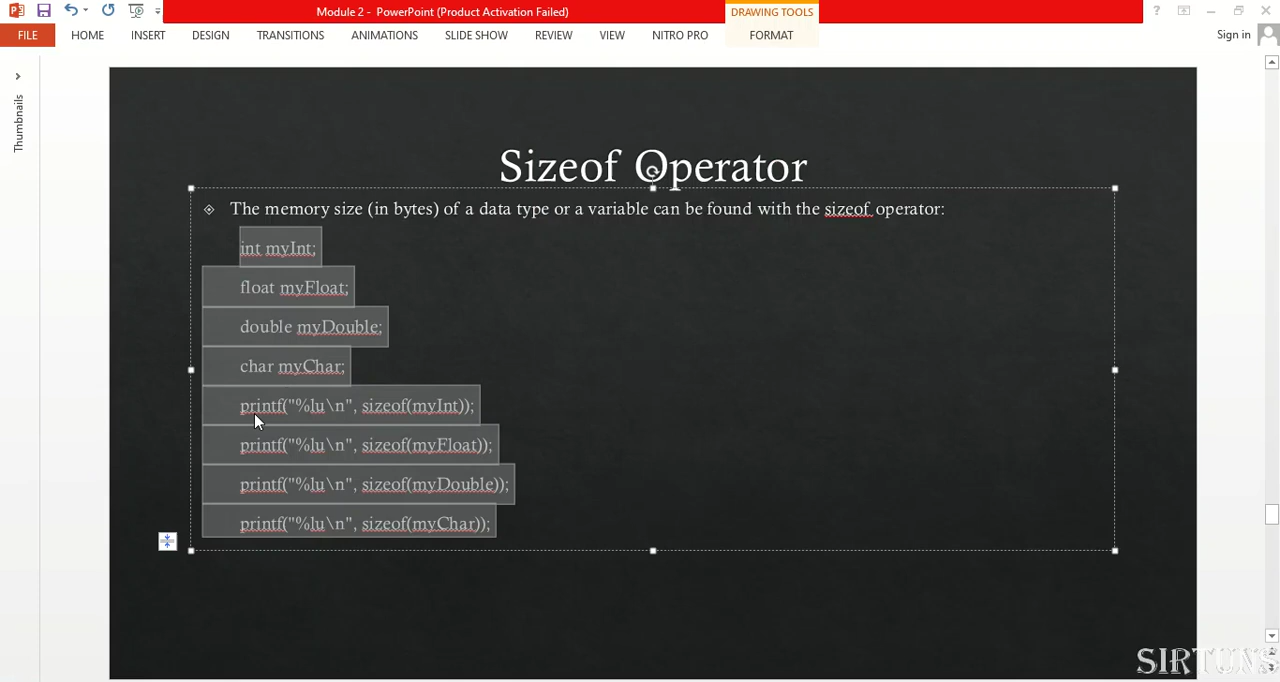 Module 2 - PowerPoint (Product Activation Failed)
DRAWING TOOLS
?
FILE
HOME
INSERT
DESIGN
TRANSITIONS
ANIMATIONS
SLIDE SHOW
REVIEW
VIEW
NITRO PRO
FORMAT
Sign in
Thumbnails
Sizeof Operator
The memory size (in bytes) of a data type or a variable can be found with the sizeof operator:
int myInt;
float myFloat;
double myDouble;
char myChar;
printf("%lu\n", sizeof(myInt));
printf("%lu\n", sizeof(myFloat));
printf("%lu\n", sizeof(myDouble));
printf("%lu\n", sizeof(myChar));
SIRTUNS